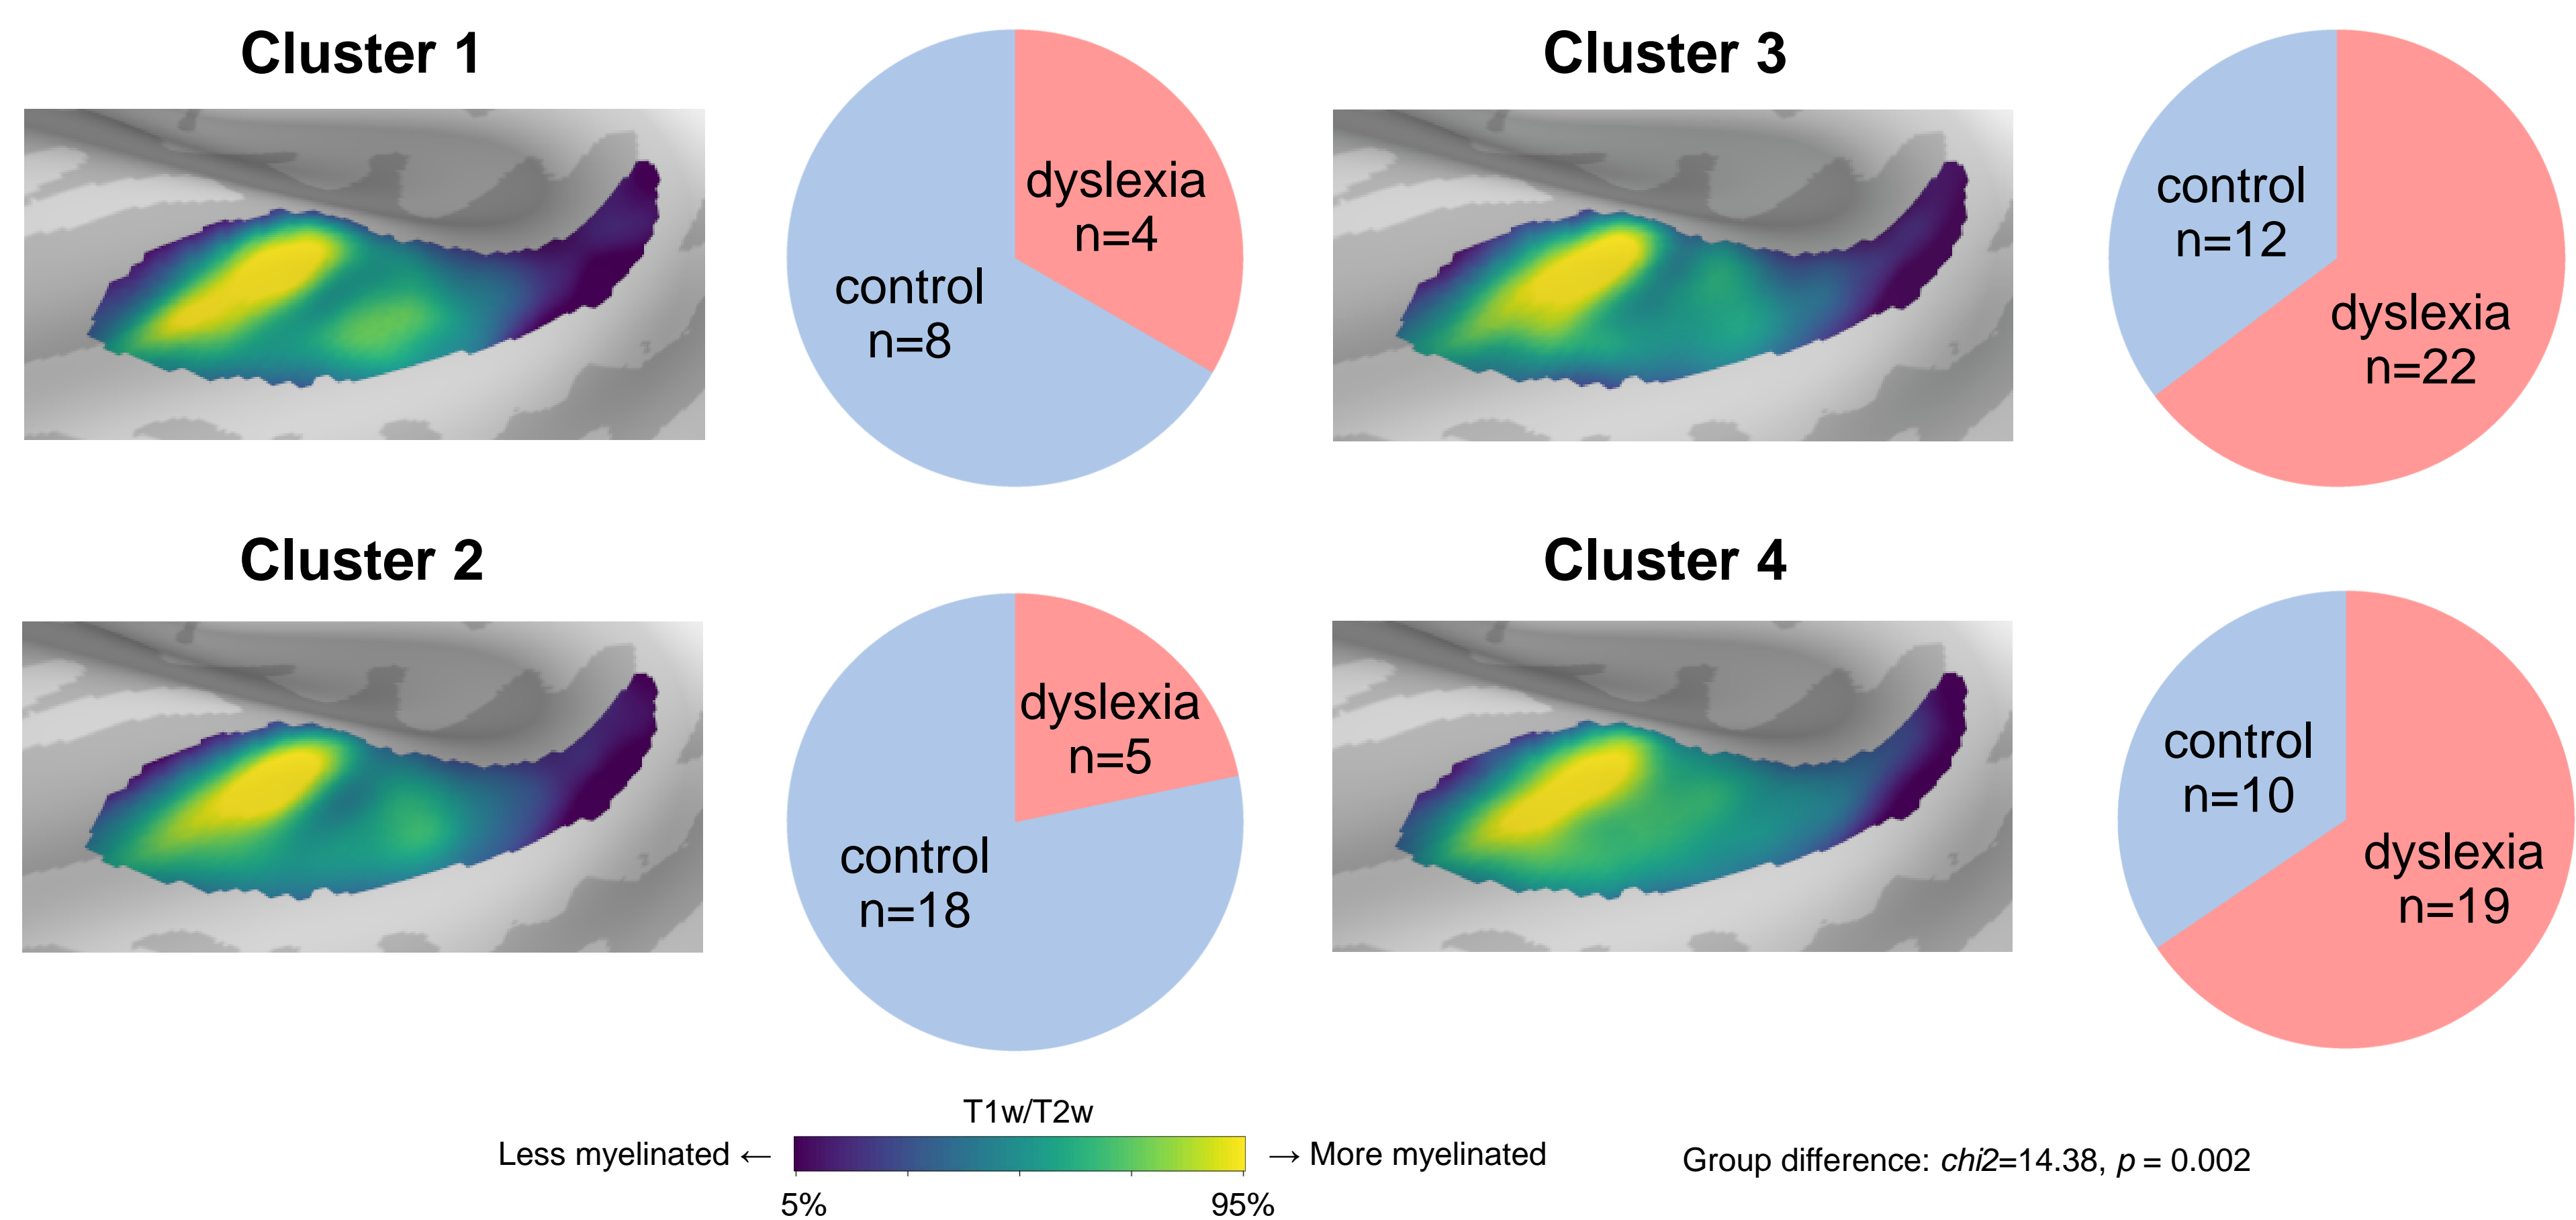 Cluster 1
dyslexia
n=4
control
n=8
Cluster 3
control
n=12
dyslexia
n=22
Cluster 2
dyslexia
n=5
control
n=18
Cluster 4
control
n=10
dyslexia
n=19
T1w/T2w
Less myelinated ← → More myelinated
5% 95%
Group difference: chi2=14.38, p = 0.002